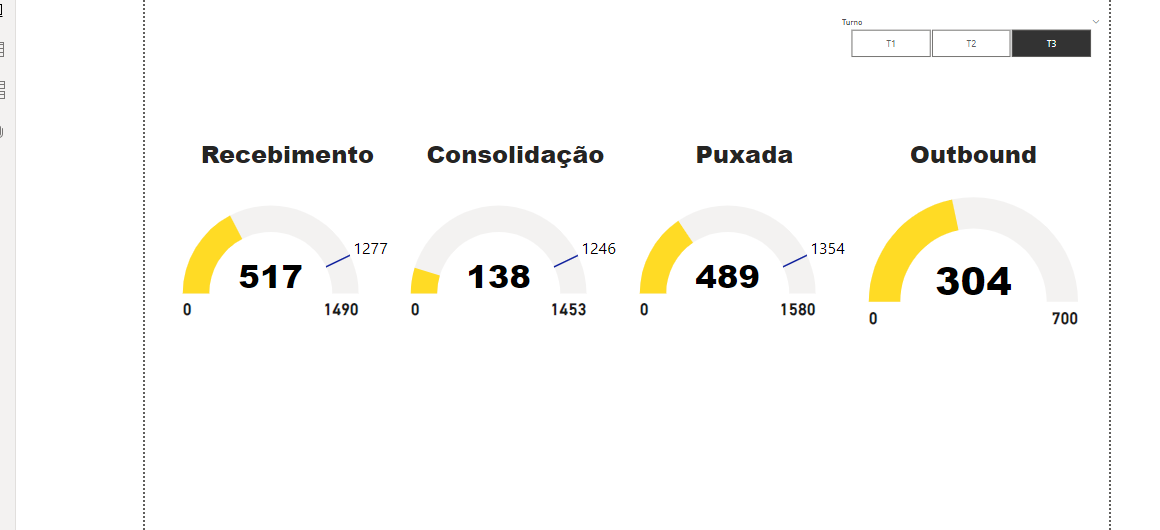 Turno
T1 T2 T3
Recebimento Consolidação Puxada Outbound
1277 1246 1354
517 138 489 304
0 1490 0 1453 0 1580 0 700